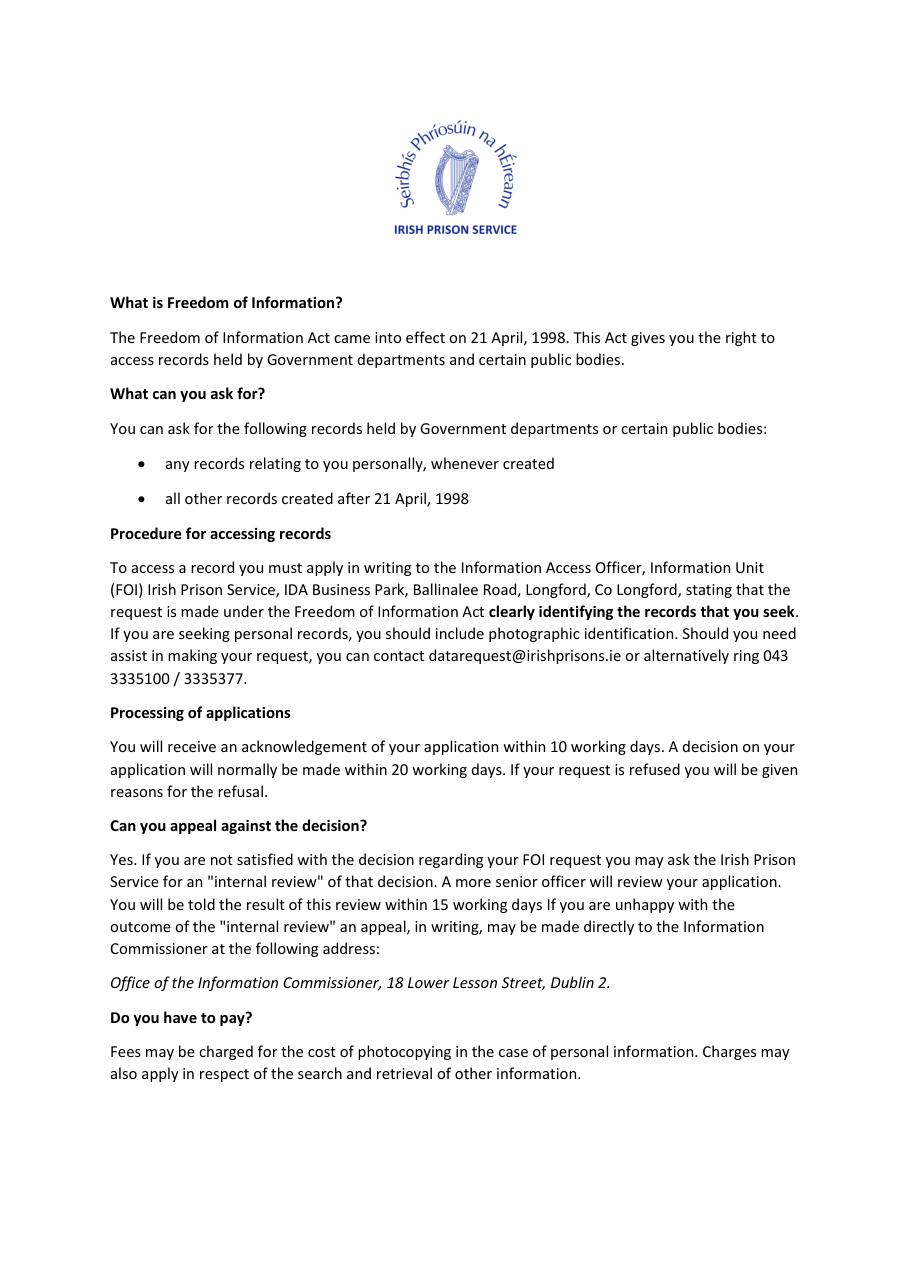 Seirbhís Phríosúin na hÉireann
IRISH PRISON SERVICE
What is Freedom of Information?
The Freedom of Information Act came into effect on 21 April, 1998. This Act gives you the right to
access records held by Government departments and certain public bodies.
What can you ask for?
You can ask for the following records held by Government departments or certain public bodies:
• any records relating to you personally, whenever created
• all other records created after 21 April, 1998
Procedure for accessing records
To access a record you must apply in writing to the Information Access Officer, Information Unit
(FOI) Irish Prison Service, IDA Business Park, Ballinalee Road, Longford, Co Longford, stating that the
request is made under the Freedom of Information Act clearly identifying the records that you seek.
If you are seeking personal records, you should include photographic identification. Should you need
assist in making your request, you can contact datarequest@irishprisons.ie or alternatively ring 043
3335100 / 3335377.
Processing of applications
You will receive an acknowledgement of your application within 10 working days. A decision on your
application will normally be made within 20 working days. If your request is refused you will be given
reasons for the refusal.
Can you appeal against the decision?
Yes. If you are not satisfied with the decision regarding your FOI request you may ask the Irish Prison
Service for an "internal review" of that decision. A more senior officer will review your application.
You will be told the result of this review within 15 working days If you are unhappy with the
outcome of the "internal review" an appeal, in writing, may be made directly to the Information
Commissioner at the following address:
Office of the Information Commissioner, 18 Lower Lesson Street, Dublin 2.
Do you have to pay?
Fees may be charged for the cost of photocopying in the case of personal information. Charges may
also apply in respect of the search and retrieval of other information.